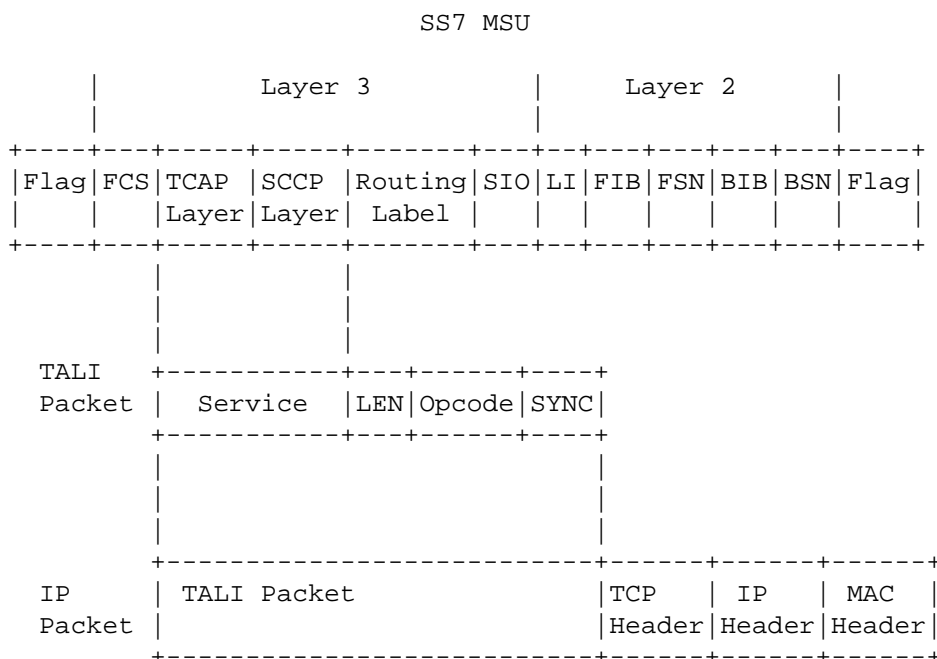 SS7 MSU
| Layer 3 | Layer 2 |
| | |
+----+---+-----+-----+-------+---+--+---+---+---+---+----+
|Flag|FCS|TCAP |SCCP |Routing|SIO|LI|FIB|FSN|BIB|BSN|Flag|
| | |Layer|Layer| Label | | | | | | | |
+----+---+-----+-----+-------+---+--+---+---+---+---+----+
| |
| |
| |
TALI +-----------+---+------+----+
Packet | Service |LEN|Opcode|SYNC|
+-----------+---+------+----+
| |
| |
| |
+---------------------------+------+------+------+
IP | TALI Packet |TCP | IP | MAC |
Packet | |Header|Header|Header|
+---------------------------+------+------+------+